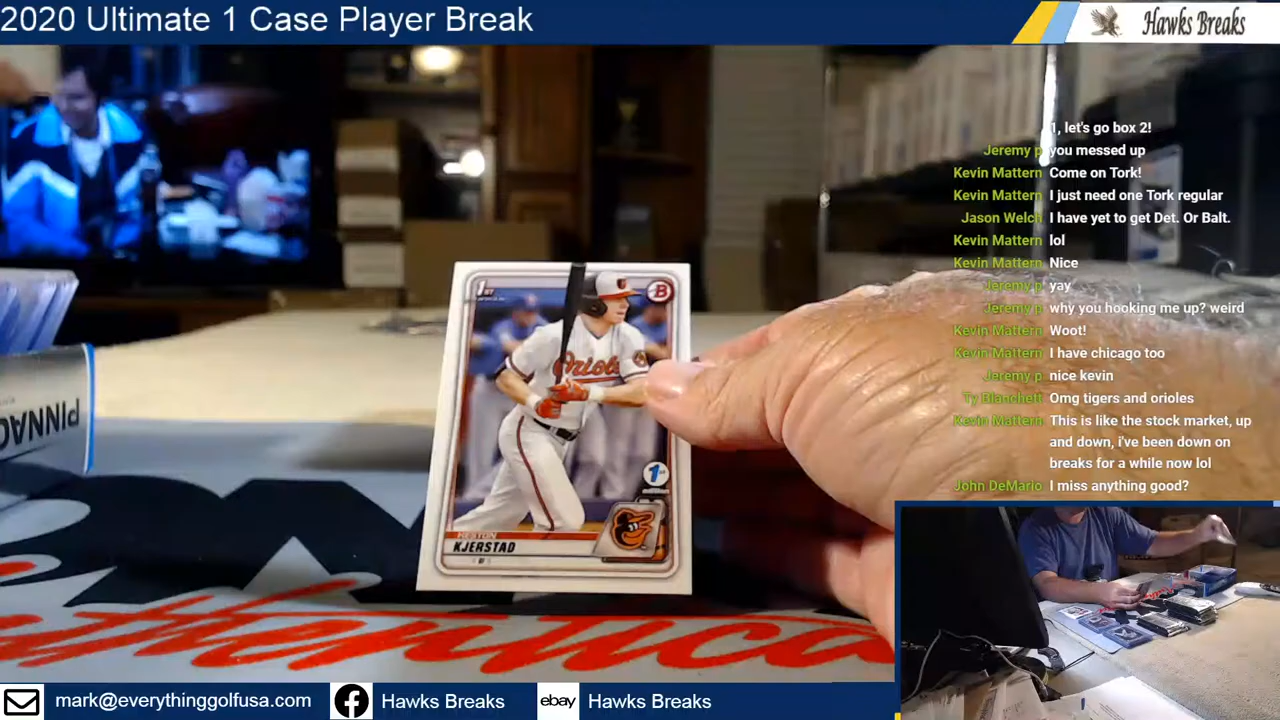 2020 Ultimate 1 Case Player Break
Hawks Breaks
1, let's go box 2!
Jeremy p you messed up
Kevin Mattern Come on Tork!
Kevin Mattern I just need one Tork regular
Jason Welch I have yet to get Det. Or Balt.
Kevin Mattern lol
Kevin Mattern Nice
Jeremy p yay
Jeremy p why you hooking me up? weird
Kevin Mattern Woot!
Kevin Mattern I have chicago too
Jeremy p nice kevin
Ty Blanchett Omg tigers and orioles
Kevin Mattern This is like the stock market, up
and down, i've been down on
breaks for a while now lol
John DeMario I miss anything good?
1ST
B
Orioles
1st
edition
HESTON
KJERSTAD
PINNAC
uthentica
mark@everythinggolfusa.com
Hawks Breaks
ebay
Hawks Breaks